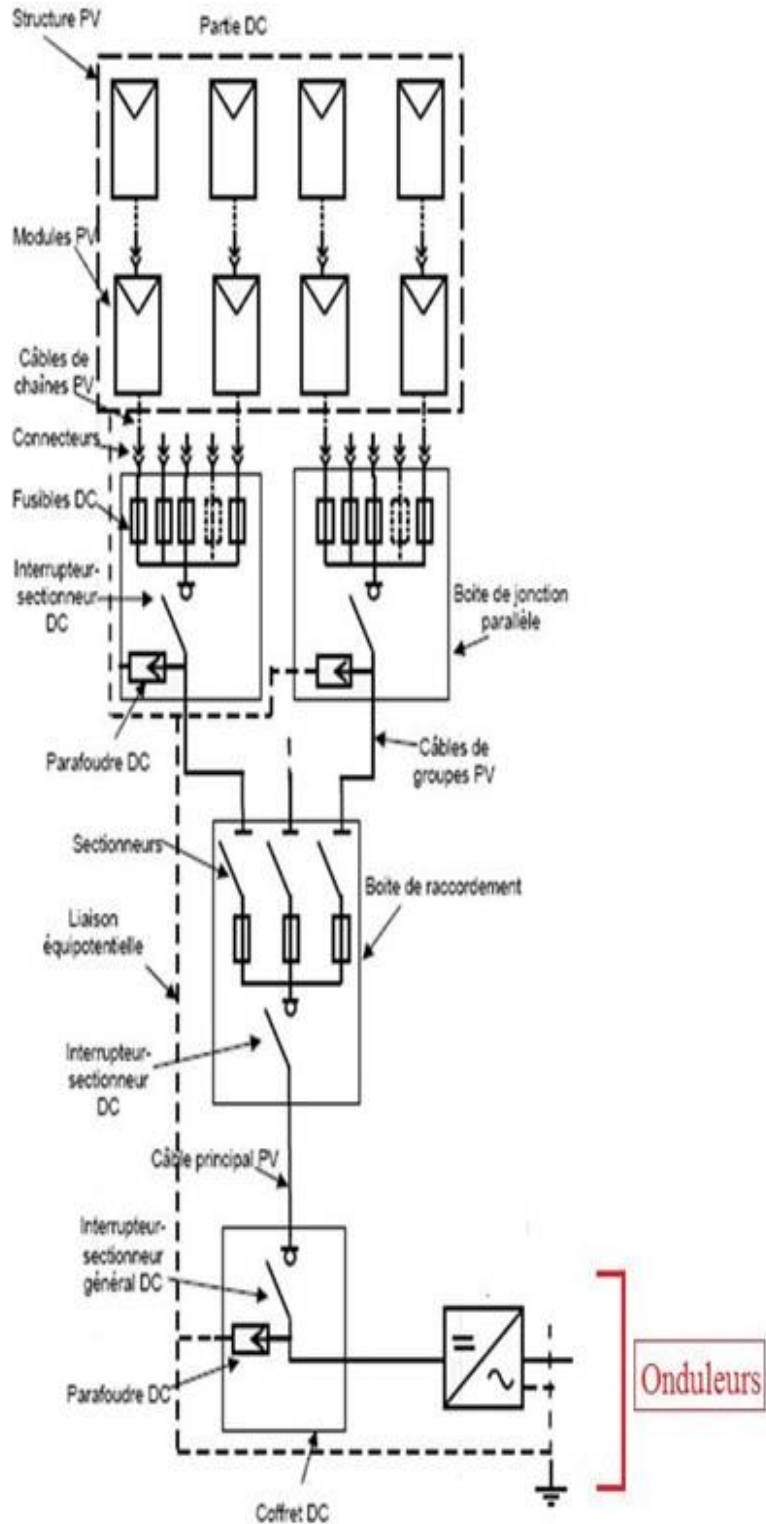 Structure PV
Partie DC
Modules PV
Câbles de
chaînes PV
Connecteurs
Fusibles DC
Interrupteur-
sectionneur
DC
Boite de jonction
parallèle
Parafoudre DC
Câbles de
groupes PV
Sectionneurs
Boite de raccordement
Liaison
équipotentielle
Interrupteur-
sectionneur
DC
Câble principal PV
Interrupteur-
sectionneur
général DC
Parafoudre DC
Onduleurs
Coffret DC